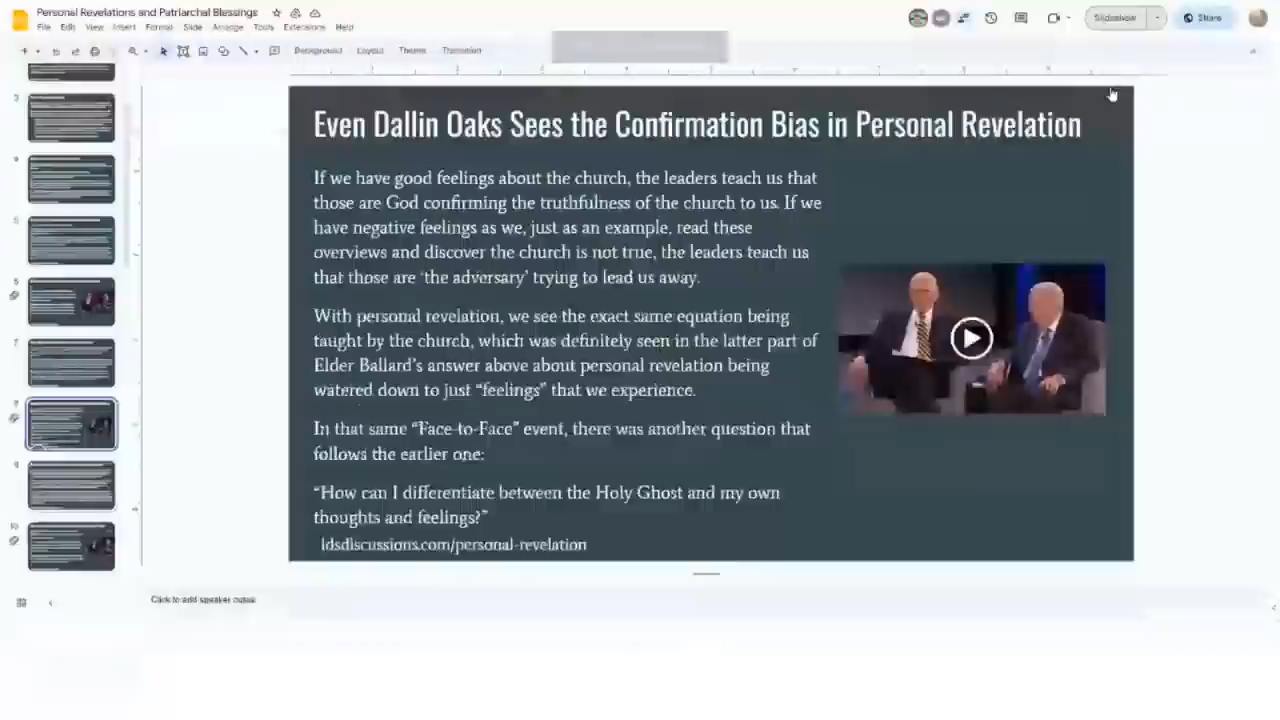 Personal Revelations and Patriarchal Blessings
File Edit View Insert Format Slide Arrange Tools Extensions Help
Slideshow
Share
Background Layout Theme Transition
Even Dallin Oaks Sees the Confirmation Bias in Personal Revelation
If we have good feelings about the church, the leaders teach us that
those are God confirming the truthfulness of the church to us. If we
have negative feelings as we, just as an example, read these
overviews and discover the church is not true, the leaders teach us
that those are 'the adversary' trying to lead us away.
With personal revelation, we see the exact same equation being
taught by the church, which was definitely seen in the latter part of
Elder Ballard's answer above about personal revelation being
watered down to just “feelings” that we experience.
In that same “Face-to-Face” event, there was another question that
follows the earlier one:
“How can I differentiate between the Holy Ghost and my own
thoughts and feelings?”
ldsdiscussions.com/personal-revelation
Click to add speaker notes